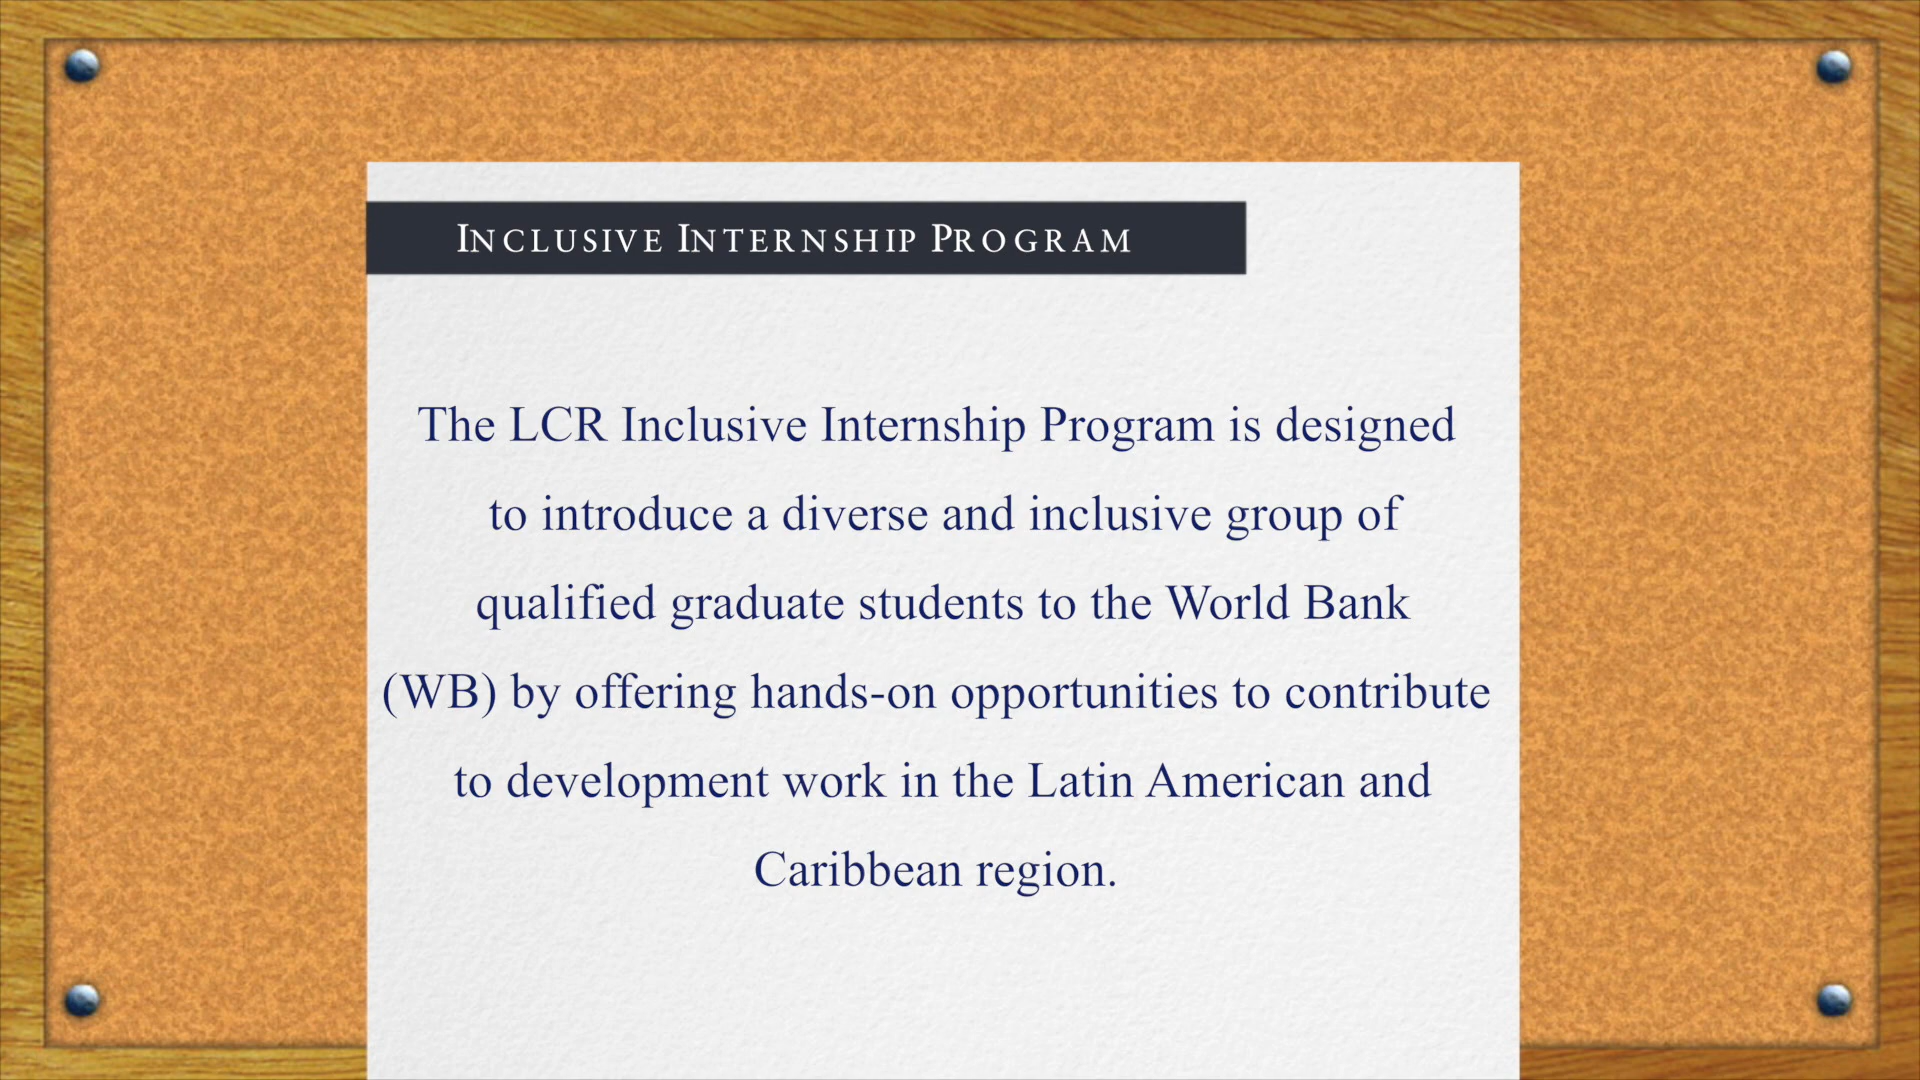 INCLUSIVE INTERNSHIP PROGRAM
The LCR Inclusive Internship Program is designed
to introduce a diverse and inclusive group of
qualified graduate students to the World Bank
(WB) by offering hands-on opportunities to contribute
to development work in the Latin American and
Caribbean region.